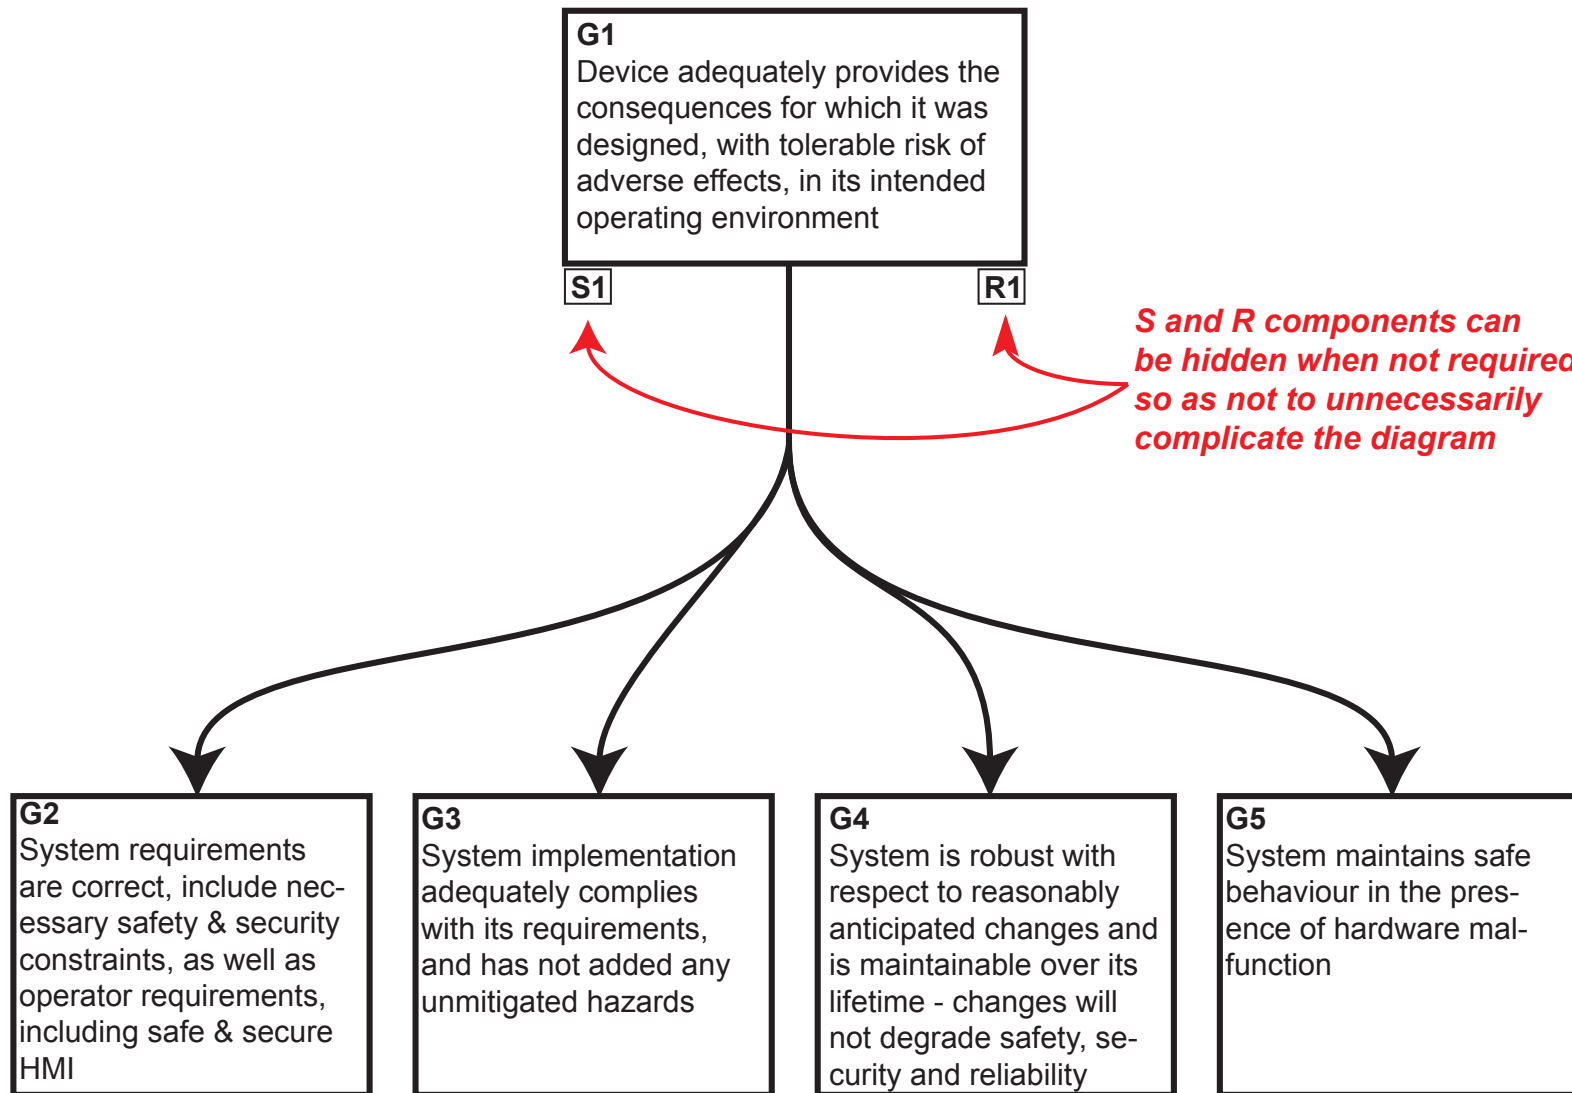 G1
Device adequately provides the
consequences for which it was
designed, with tolerable risk of
adverse effects, in its intended
operating environment
S1
R1
S and R components can
be hidden when not required
so as not to unnecessarily
complicate the diagram
G2
System requirements
are correct, include nec-
essary safety & security
constraints, as well as
operator requirements,
including safe & secure
HMI
G3
System implementation
adequately complies
with its requirements,
and has not added any
unmitigated hazards
G4
System is robust with
respect to reasonably
anticipated changes and
is maintainable over its
lifetime - changes will
not degrade safety, se-
curity and reliability
G5
System maintains safe
behaviour in the pres-
ence of hardware mal-
function